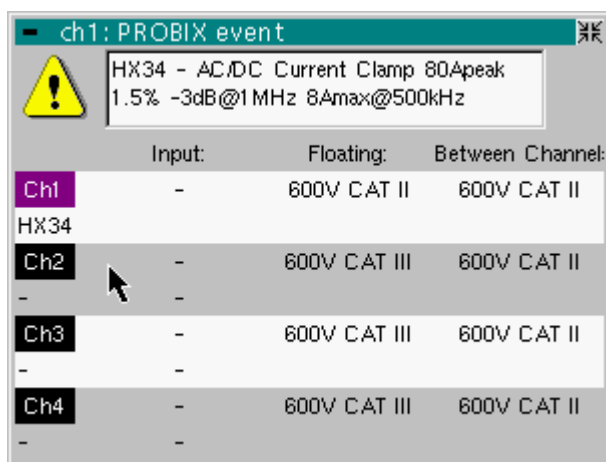 ch1: PROBIX event
HX34 - AC/DC Current Clamp 80Apeak
1.5% -3dB@1MHz 8Amax@500kHz
Input: Floating: Between Channel:
Ch1 - 600V CAT II 600V CAT II
HX34
Ch2 - 600V CAT III 600V CAT II
- -
Ch3 - 600V CAT III 600V CAT II
- -
Ch4 - 600V CAT III 600V CAT II
- -